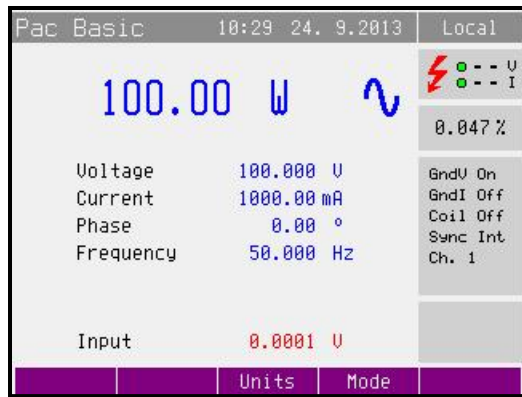 Pac Basic 10:29 24. 9.2013 Local
100.00 W
-- V
-- I
0.047 %
Voltage 100.000 V
Current 1000.00 mA
Phase 0.00 °
Frequency 50.000 Hz
GndU On
GndI Off
Coil Off
Sync Int
Ch. 1
Input 0.0001 V
Units Mode